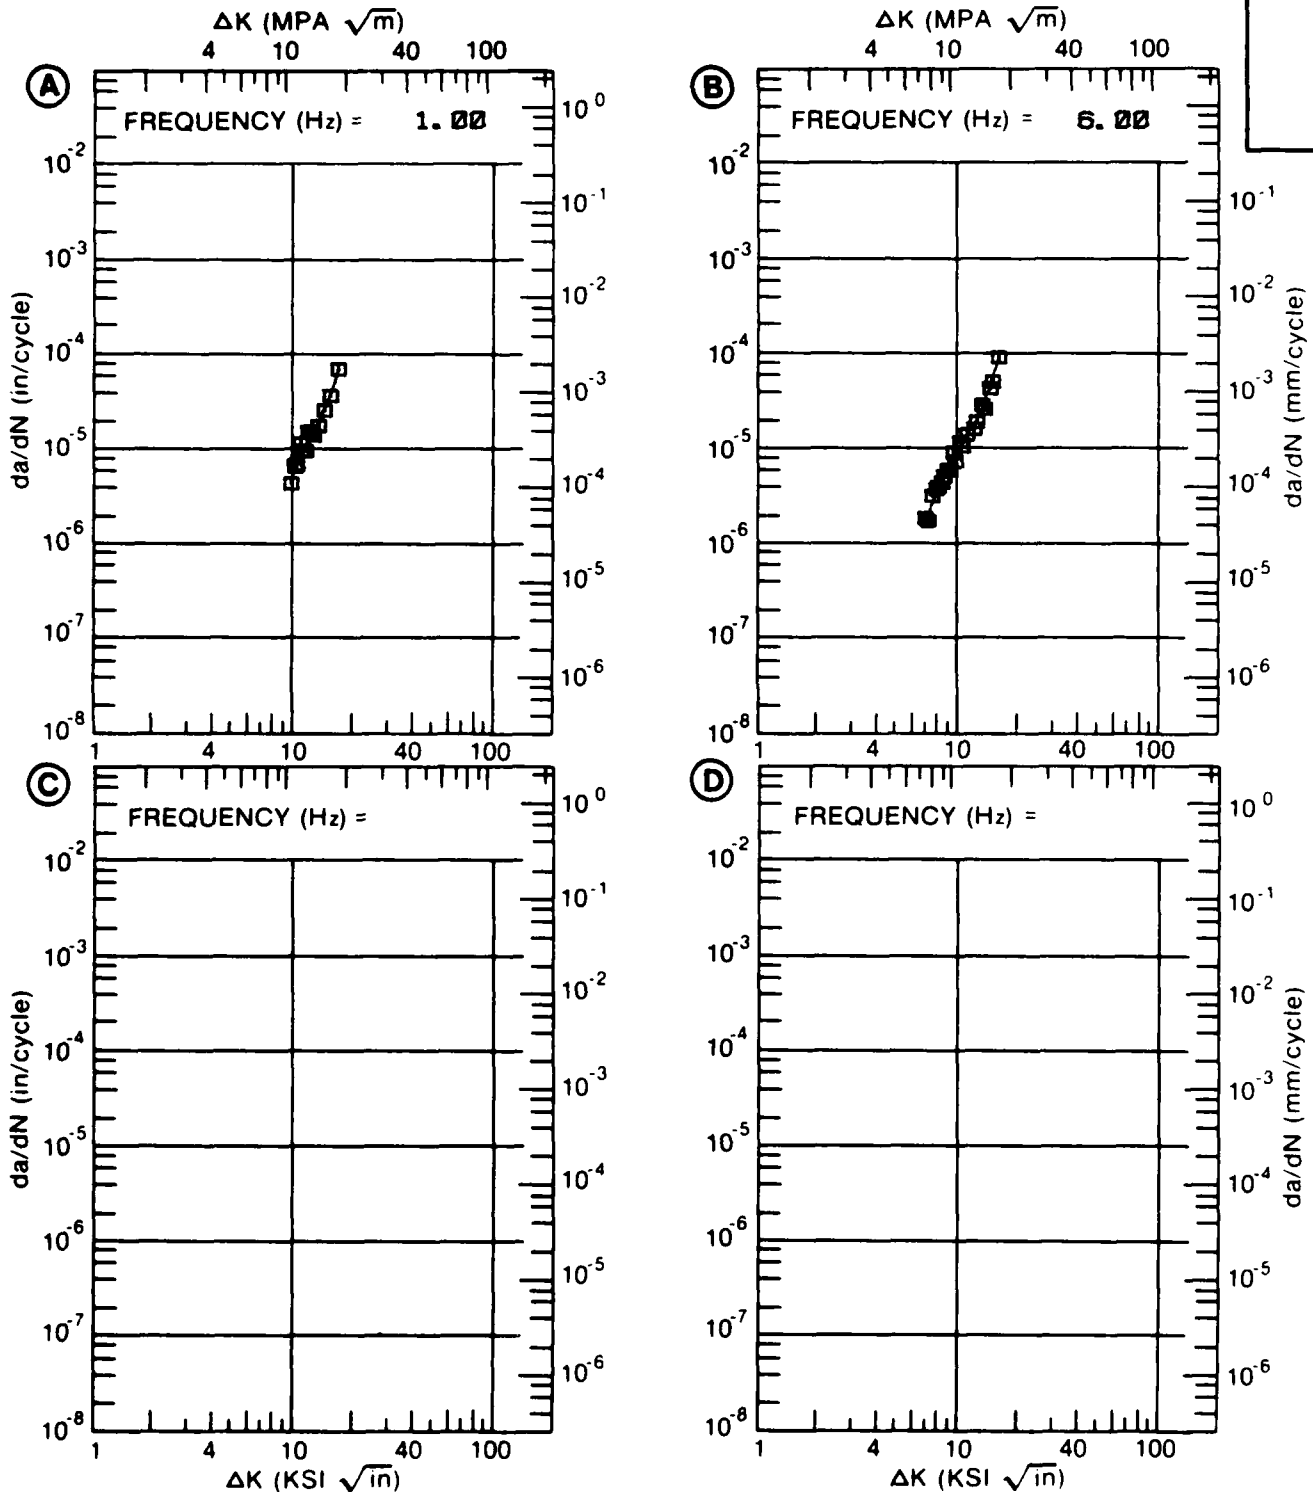 ΔK (MPA √m)
4 10 40 100
A
FREQUENCY (Hz) = 1.00
10^0
10^-2
10^-1
10^-3
10^-2
10^-4
10^-3
10^-5
10^-4
10^-6
10^-5
10^-7
10^-6
10^-8
1 4 10 40 100
da/dN (in/cycle)
ΔK (MPA √m)
4 10 40 100
B
FREQUENCY (Hz) = 6.00
10^-2
10^-1
10^-3
10^-2
10^-4
10^-3
10^-5
10^-4
10^-6
10^-5
10^-7
10^-6
10^-8
1 4 10 40 100
da/dN (mm/cycle)
C
FREQUENCY (Hz) =
10^0
10^-2
10^-1
10^-3
10^-2
10^-4
10^-3
10^-5
10^-4
10^-6
10^-5
10^-7
10^-6
10^-8
1 4 10 40 100
da/dN (in/cycle)
ΔK (KSI √in)
D
FREQUENCY (Hz) =
10^0
10^-2
10^-1
10^-3
10^-2
10^-4
10^-3
10^-5
10^-4
10^-6
10^-5
10^-7
10^-6
10^-8
1 4 10 40 100
da/dN (mm/cycle)
ΔK (KSI √in)